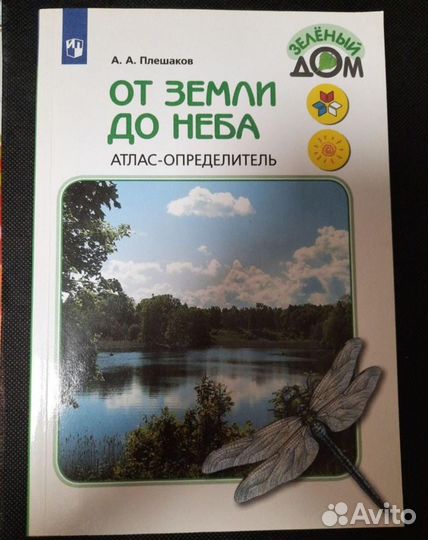 А. А. Плешаков
ЗЕЛЁНЫЙ
ДОМ
ОТ ЗЕМЛИ
ДО НЕБА
АТЛАС-ОПРЕДЕЛИТЕЛЬ
Avito